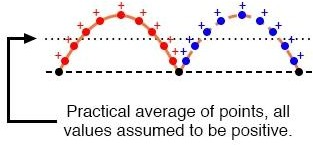 Practical average of points, all
values assumed to be positive.